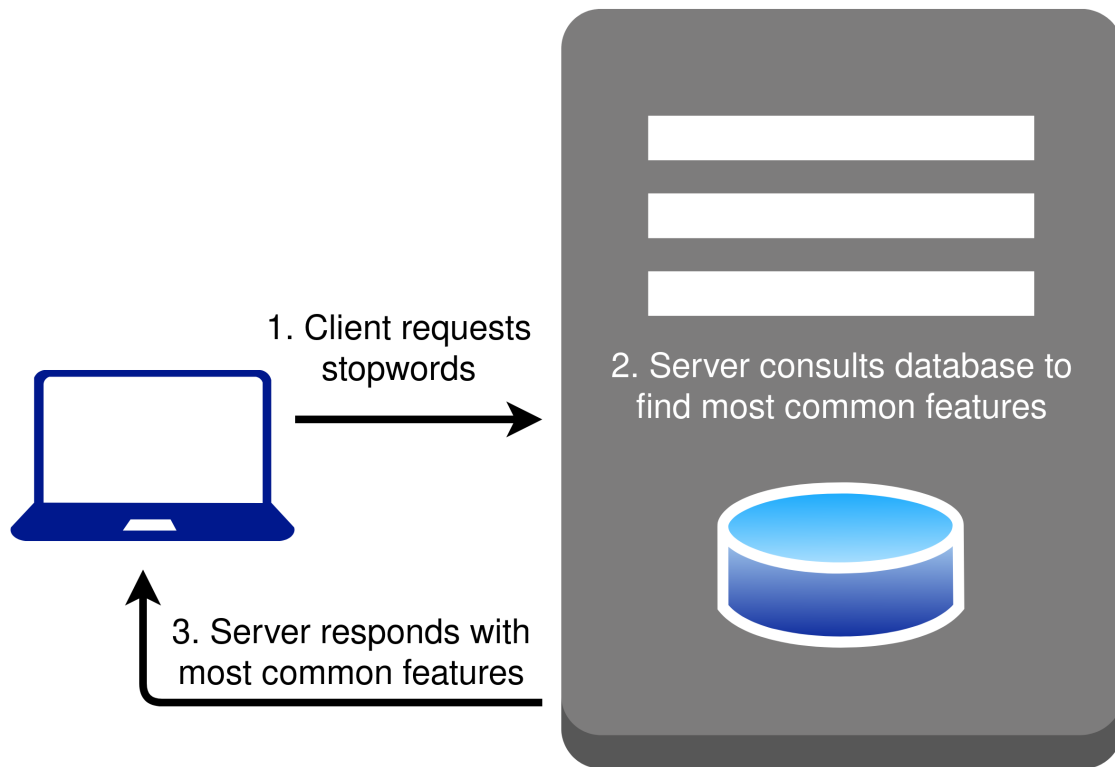 1. Client requests
stopwords
2. Server consults database to
find most common features
3. Server responds with
most common features